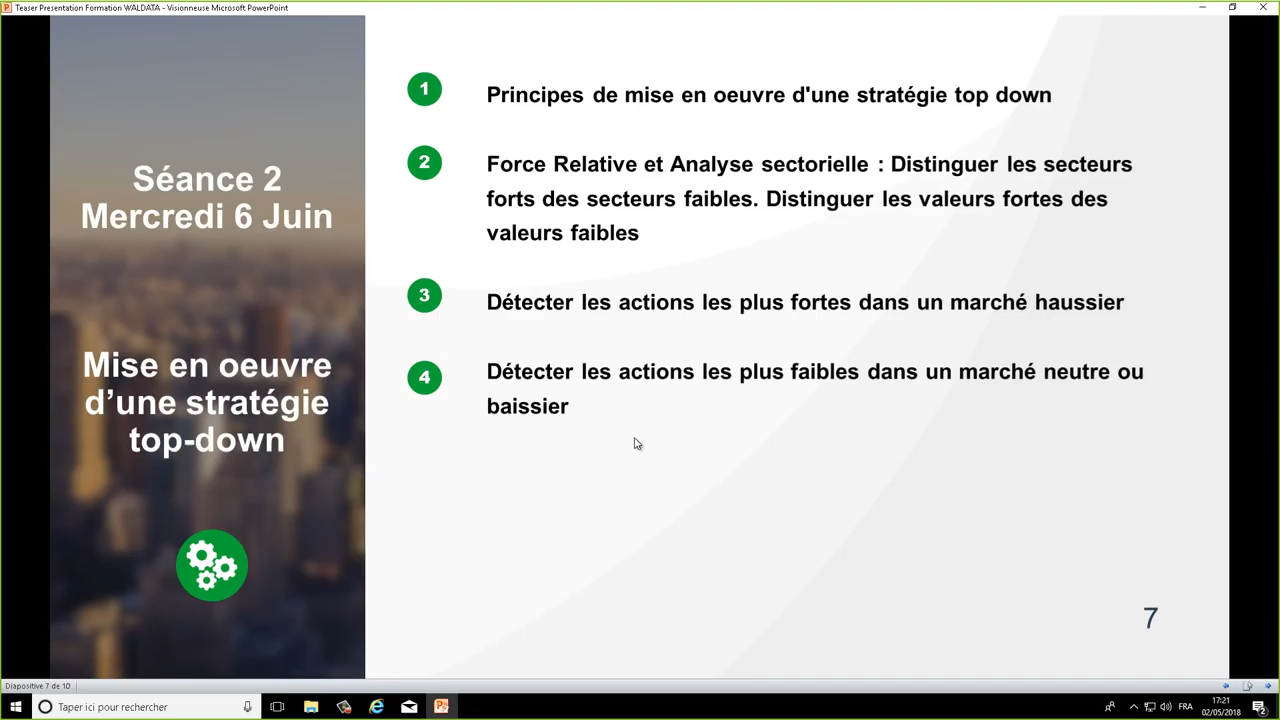 Teaser Presentation Formation WALDATA - Visionneuse Microsoft PowerPoint
Séance 2
Mercredi 6 Juin
Mise en oeuvre
d’une stratégie
top-down
1
Principes de mise en oeuvre d'une stratégie top down
2
Force Relative et Analyse sectorielle : Distinguer les secteurs
forts des secteurs faibles. Distinguer les valeurs fortes des
valeurs faibles
3
Détecter les actions les plus fortes dans un marché haussier
4
Détecter les actions les plus faibles dans un marché neutre ou
baissier
7
Diapositive 7 de 10
Taper ici pour rechercher
FRA
17:21
02/05/2018
2